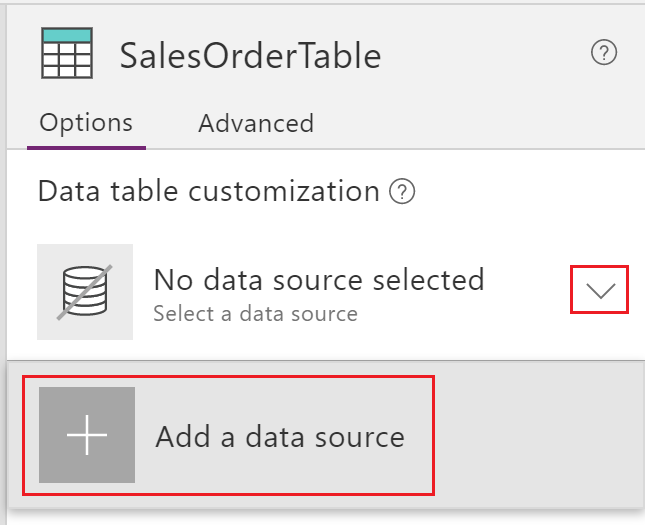 SalesOrderTable
Options
Advanced
Data table customization
No data source selected
Select a data source
Add a data source